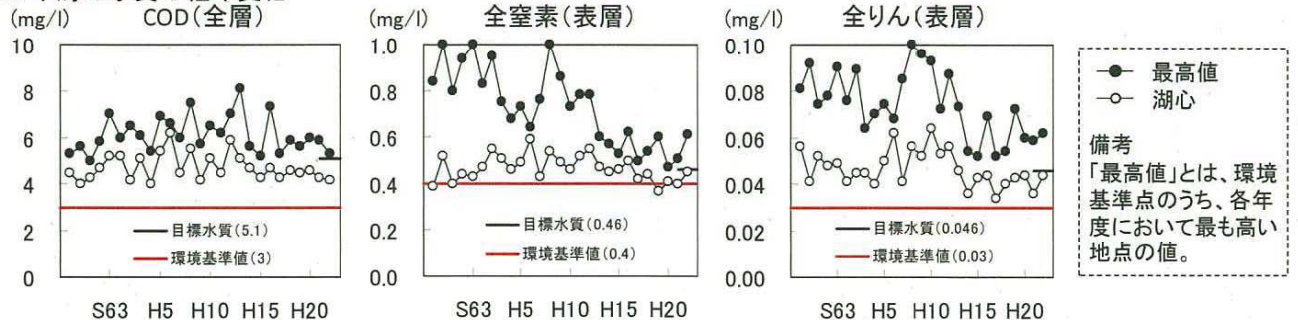 (mg/l) COD(全層)
10
8
6
4
2
0
目標水質(5.1)
環境基準値(3)
S63 H5 H10 H15 H20
(mg/l) 全窒素(表層)
1.0
0.8
0.6
0.4
0.2
0.0
目標水質(0.46)
環境基準値(0.4)
S63 H5 H10 H15 H20
(mg/l) 全りん(表層)
0.10
0.08
0.06
0.04
0.02
0.00
目標水質(0.046)
環境基準値(0.03)
S63 H5 H10 H15 H20
最高値
湖心
備考
「最高値」とは、環境
基準点のうち、各年
度において最も高い
地点の値。